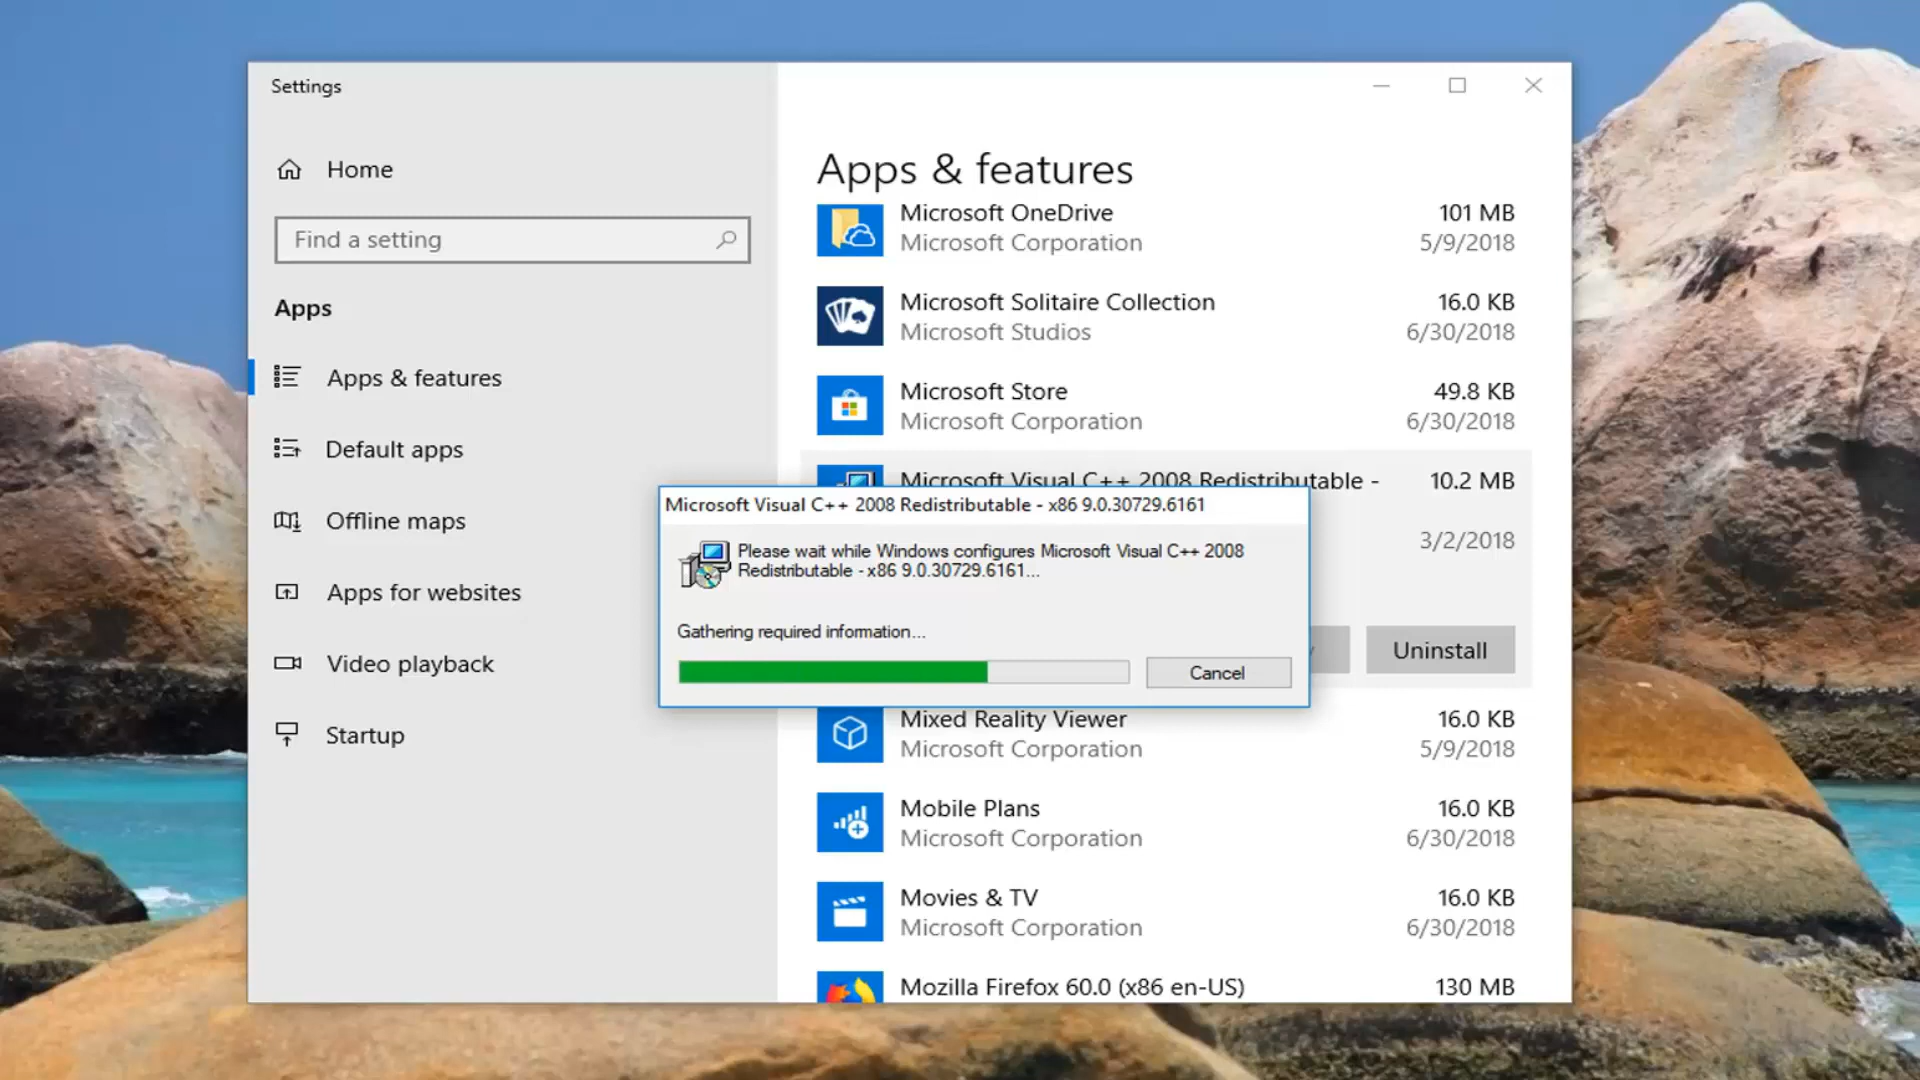 Settings
Home
Find a setting
Apps
Apps & features
Default apps
Offline maps
Apps for websites
Video playback
Startup
Apps & features
Microsoft OneDrive 101 MB
Microsoft Corporation 5/9/2018
Microsoft Solitaire Collection 16.0 KB
Microsoft Studios 6/30/2018
Microsoft Store 49.8 KB
Microsoft Corporation 6/30/2018
Microsoft Visual C++ 2008 Redistributable - 10.2 MB
3/2/2018
Uninstall
Microsoft Visual C++ 2008 Redistributable - x86 9.0.30729.6161
Please wait while Windows configures Microsoft Visual C++ 2008
Redistributable - x86 9.0.30729.6161...
Gathering required information...
Cancel
Mixed Reality Viewer 16.0 KB
Microsoft Corporation 5/9/2018
Mobile Plans 16.0 KB
Microsoft Corporation 6/30/2018
Movies & TV 16.0 KB
Microsoft Corporation 6/30/2018
Mozilla Firefox 60.0 (x86 en-US) 130 MB